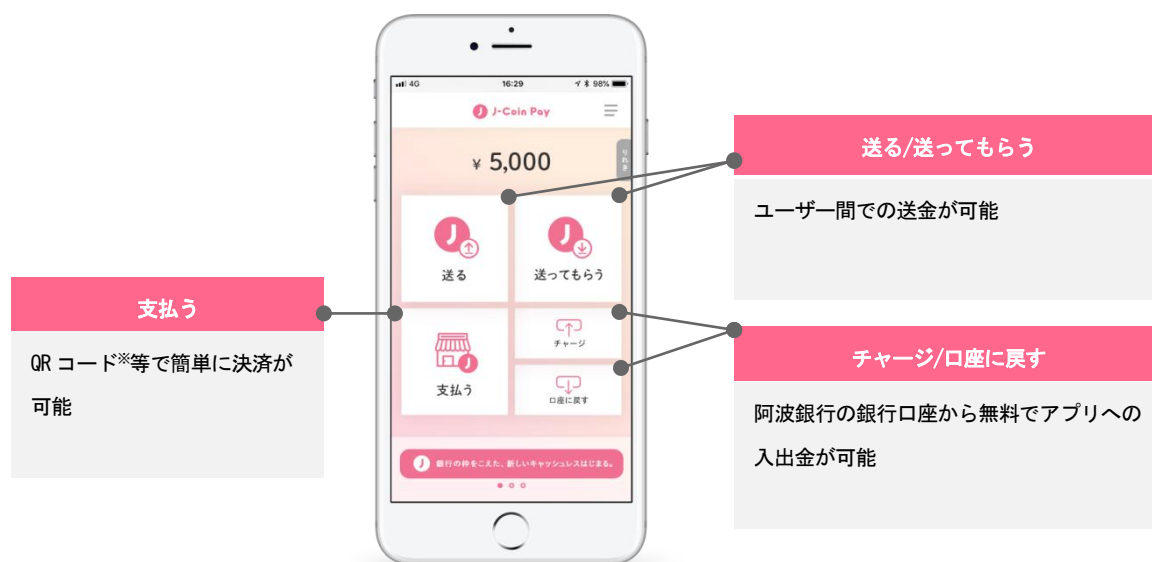 4G 16:29 98%
J J-Coin Pay
¥ 5,000
りれき
J
送る
J
送ってもらう
J
支払う
チャージ
口座に戻す
J 銀行の枠をこえた、新しいキャッシュレスはじまる。
支払う
QRコード※等で簡単に決済が
可能
送る/送ってもらう
ユーザー間での送金が可能
チャージ/口座に戻す
阿波銀行の銀行口座から無料でアプリへの
入出金が可能